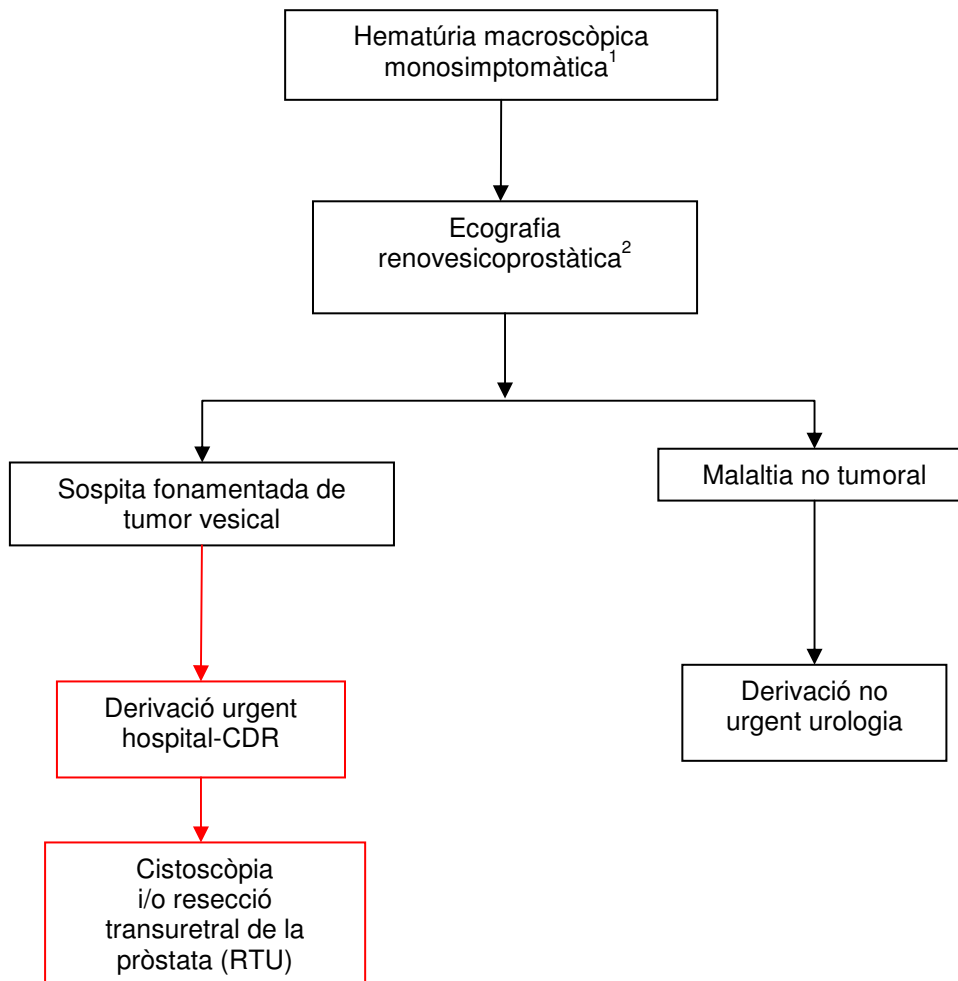 Hematúria macroscòpica
monosimptomàtica¹
Ecografia
renovesicoprostàtica²
Sospita fonamentada de
tumor vesical
Malaltia no tumoral
Derivació urgent
hospital-CDR
Derivació no
urgent urologia
Cistoscòpia
i/o resecció
transuretral de la
pròstata (RTU)